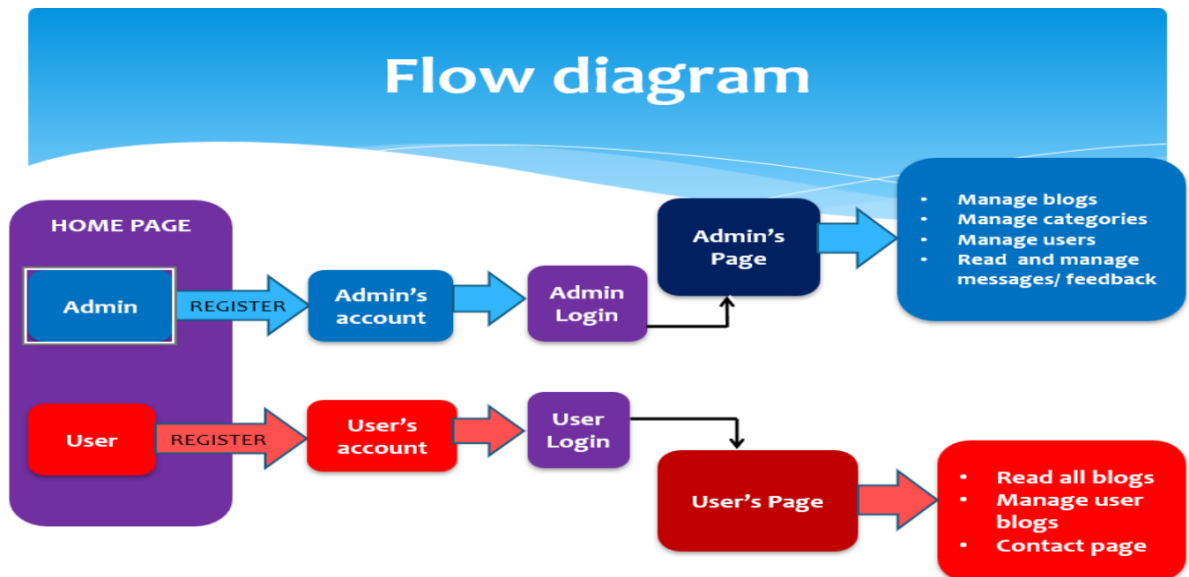 Flow diagram
HOME PAGE
Admin
REGISTER
Admin's
account
Admin
Login
Admin's
Page
• Manage blogs
• Manage categories
• Manage users
• Read and manage
messages/ feedback
User
REGISTER
User's
account
User
Login
User's Page
• Read all blogs
• Manage user
blogs
• Contact page